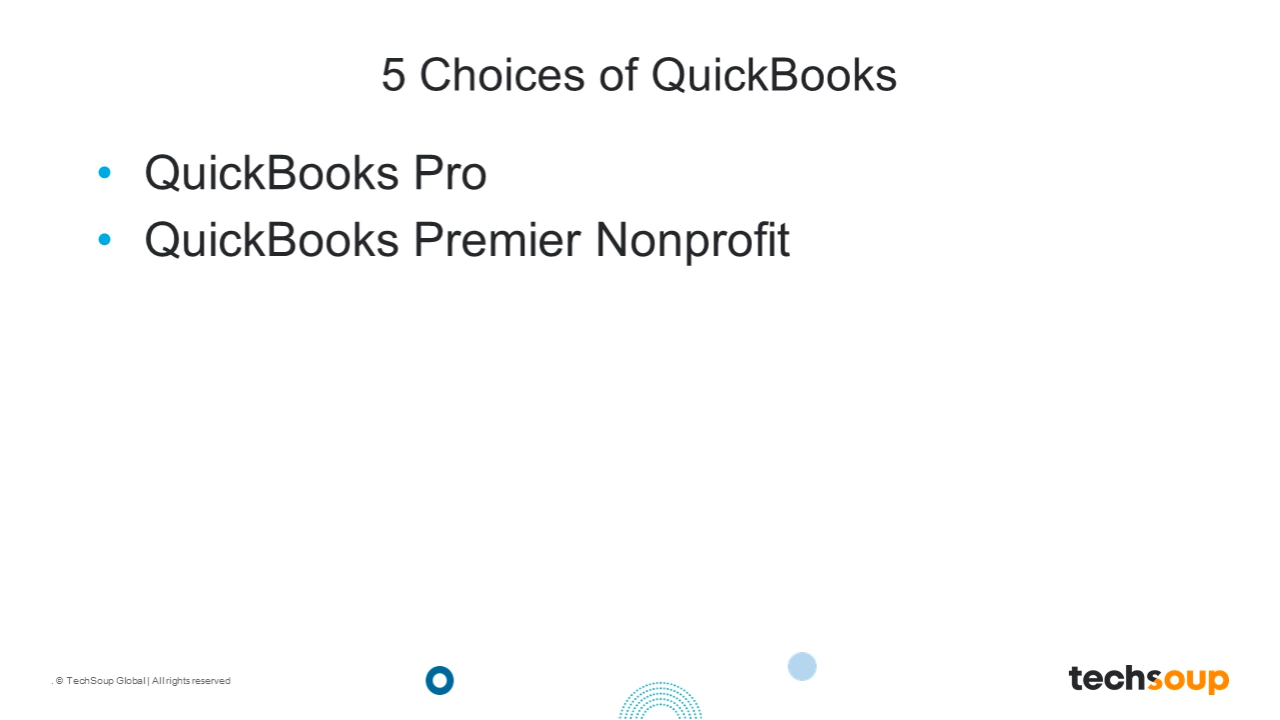 5 Choices of QuickBooks
• QuickBooks Pro
• QuickBooks Premier Nonprofit
. © TechSoup Global | All rights reserved
techsoup